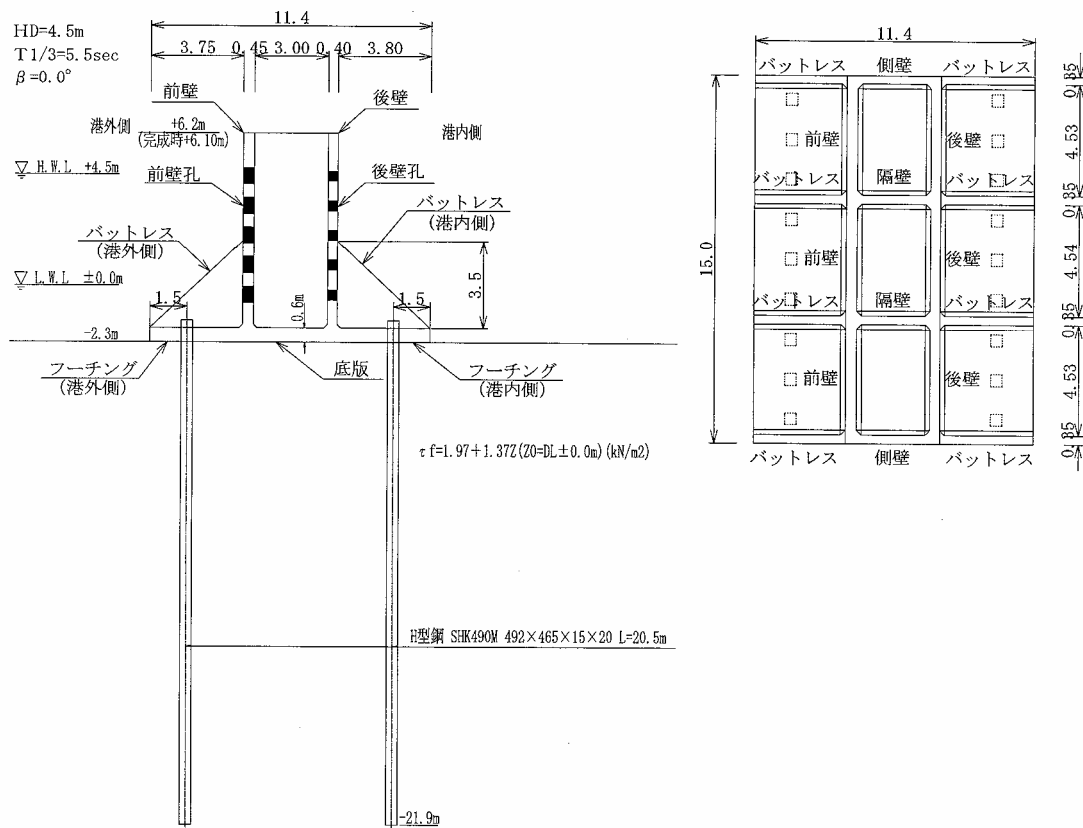 HD=4.5m
T1/3=5.5sec
β=0.0°
11.4
3.75 0.45 3.00 0.40 3.80
前壁
後壁
港外側
+6.2m
(完成時+6.10m)
港内側
▽ H.W.L +4.5m
前壁孔
後壁孔
バットレス
(港外側)
バットレス
(港内側)
▽ L.W.L ±0.0m
1.5
0.6m
1.5
3.5
-2.3m
フーチング
(港外側)
底版
フーチング
(港内側)
τf=1.97+1.37Z(Z0=DL±0.0m)(kN/m2)
H型鋼 SHK490M 492×465×15×20 L=20.5m
-21.9m
11.4
バットレス 側壁 バットレス
0.35
前壁 後壁
4.53
バットレス 隔壁 バットレス
0.35
15.0
前壁 後壁
4.54
バットレス 隔壁 バットレス
0.35
前壁 後壁
4.53
0.35
バットレス 側壁 バットレス